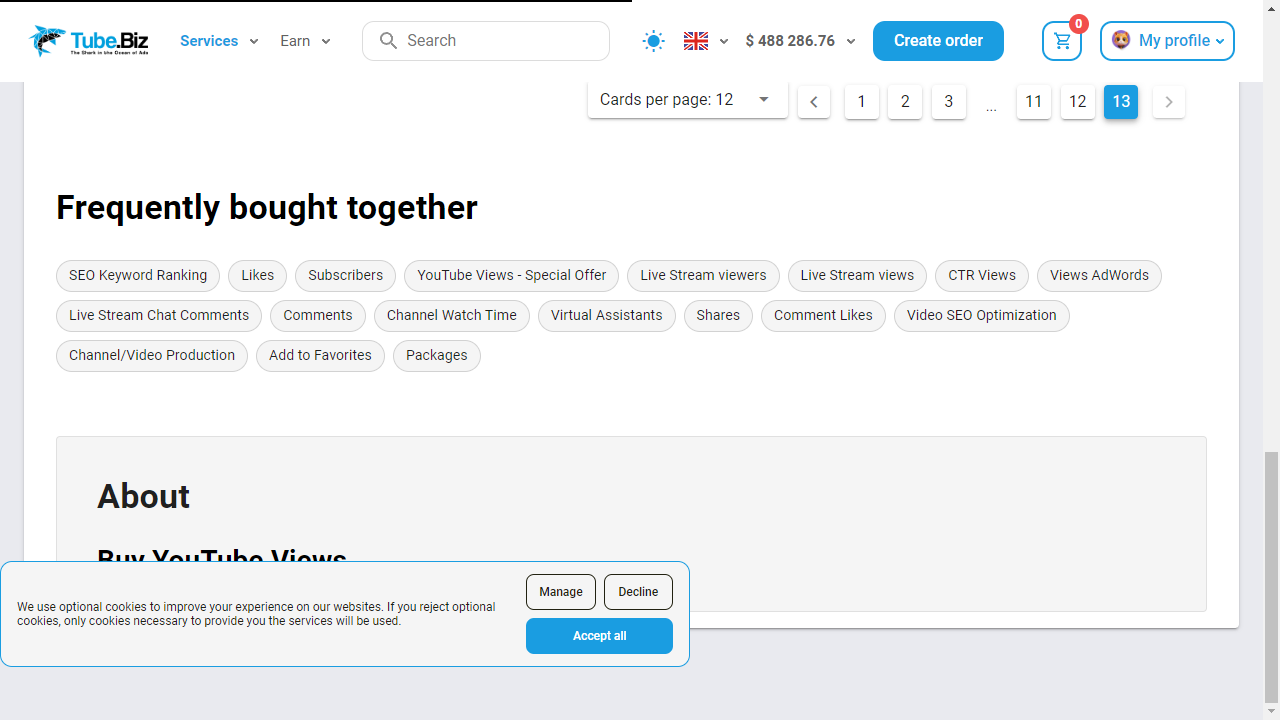 Tube.Biz
The Shark in the Ocean of Ads
Services
Earn
Search
$ 488 286.76
Create order
0
My profile
Cards per page: 12
1 2 3 ... 11 12 13
Frequently bought together
SEO Keyword Ranking Likes Subscribers YouTube Views - Special Offer Live Stream viewers Live Stream views CTR Views Views AdWords
Live Stream Chat Comments Comments Channel Watch Time Virtual Assistants Shares Comment Likes Video SEO Optimization
Channel/Video Production Add to Favorites Packages
About
Buy YouTube Views
We use optional cookies to improve your experience on our websites. If you reject optional
cookies, only cookies necessary to provide you the services will be used.
Manage
Decline
Accept all